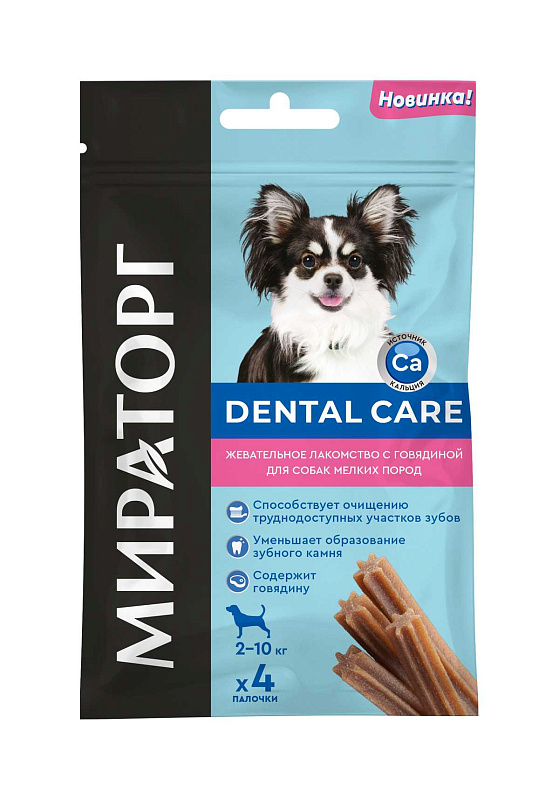 Новинка!
МИРАТОРГ
ИСТОЧНИК
Ca
КАЛЬЦИЯ
DENTAL CARE
ЖЕВАТЕЛЬНОЕ ЛАКОМСТВО С ГОВЯДИНОЙ
ДЛЯ СОБАК МЕЛКИХ ПОРОД
Способствует очищению
труднодоступных участков зубов
Уменьшает образование
зубного камня
Содержит
говядину
2–10 кг
x4
ПАЛОЧКИ